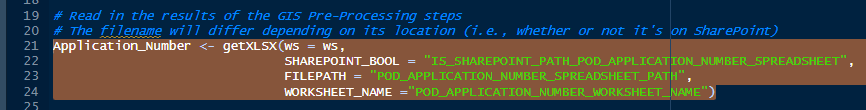 19 # Read in the results of the GIS Pre-Processing steps
20 # The filename will differ depending on its location (i.e., whether or not it's on SharePoint)
21 Application_Number <- getXLSX(ws = ws,
22 SHAREPOINT_BOOL = "IS_SHAREPOINT_PATH_POD_APPLICATION_NUMBER_SPREADSHEET",
23 FILEPATH = "POD_APPLICATION_NUMBER_SPREADSHEET_PATH",
24 WORKSHEET_NAME ="POD_APPLICATION_NUMBER_WORKSHEET_NAME")
25